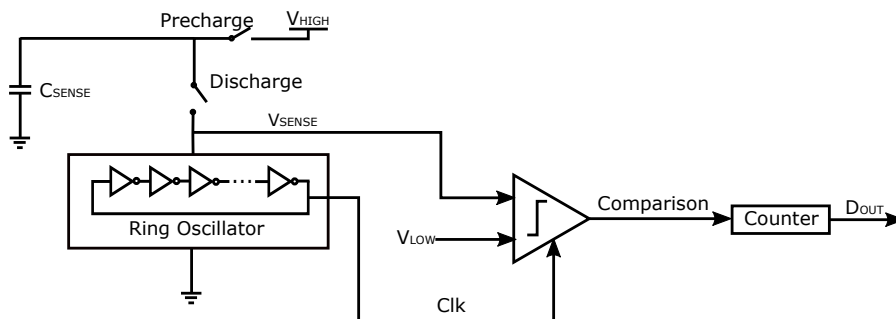 Precharge
VHIGH
CSENSE
Discharge
VSENSE
Ring Oscillator
VLOW
Comparison
Counter
DOUT
Clk